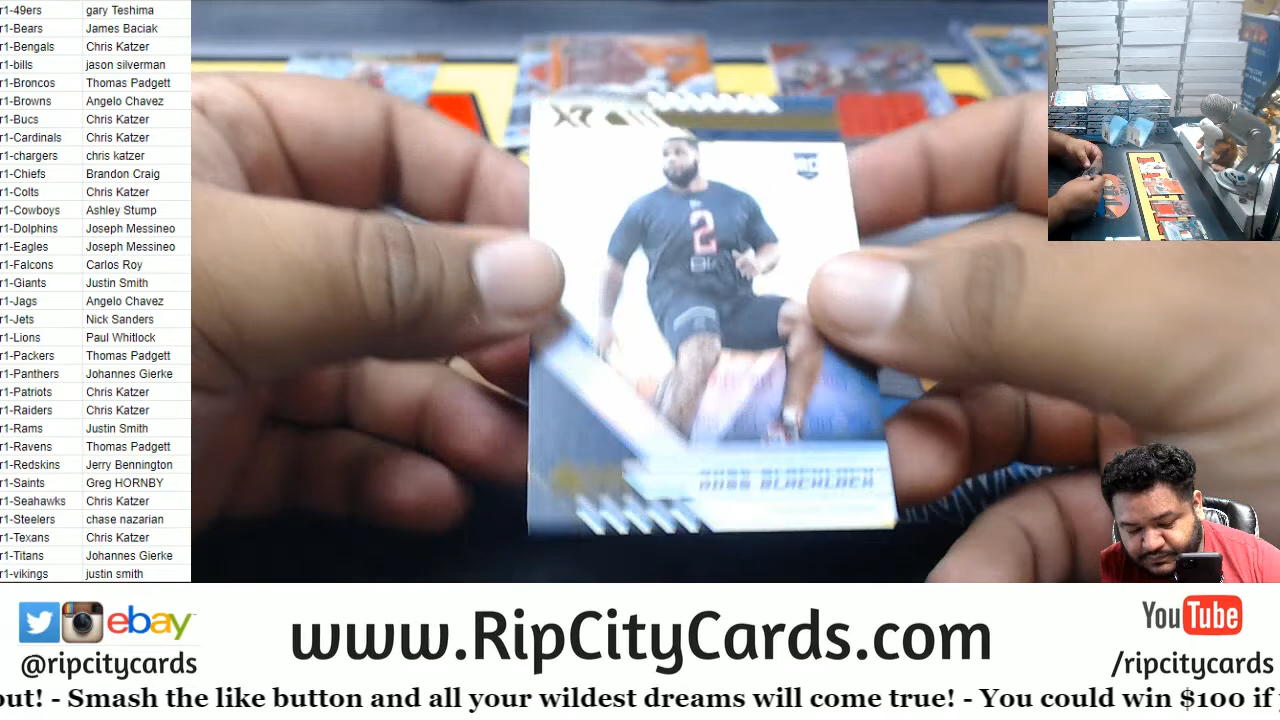 r1-49ers gary Teshima
r1-Bears James Baciak
r1-Bengals Chris Katzer
r1-bills jason silverman
r1-Broncos Thomas Padgett
r1-Browns Angelo Chavez
r1-Bucs Chris Katzer
r1-Cardinals Chris Katzer
r1-chargers chris katzer
r1-Chiefs Brandon Craig
r1-Colts Chris Katzer
r1-Cowboys Ashley Stump
r1-Dolphins Joseph Messineo
r1-Eagles Joseph Messineo
r1-Falcons Carlos Roy
r1-Giants Justin Smith
r1-Jags Angelo Chavez
r1-Jets Nick Sanders
r1-Lions Paul Whitlock
r1-Packers Thomas Padgett
r1-Panthers Johannes Gierke
r1-Patriots Chris Katzer
r1-Raiders Chris Katzer
r1-Rams Justin Smith
r1-Ravens Thomas Padgett
r1-Redskins Jerry Bennington
r1-Saints Greg HORNBY
r1-Seahawks Chris Katzer
r1-Steelers chase nazarian
r1-Texans Chris Katzer
r1-Titans Johannes Gierke
r1-vikings justin smith
XR
2
ROSS BLACKLOCK
ebay
@ripcitycards
www.RipCityCards.com
YouTube
/ripcitycards
out! - Smash the like button and all your wildest dreams will come true! - You could win $100 if